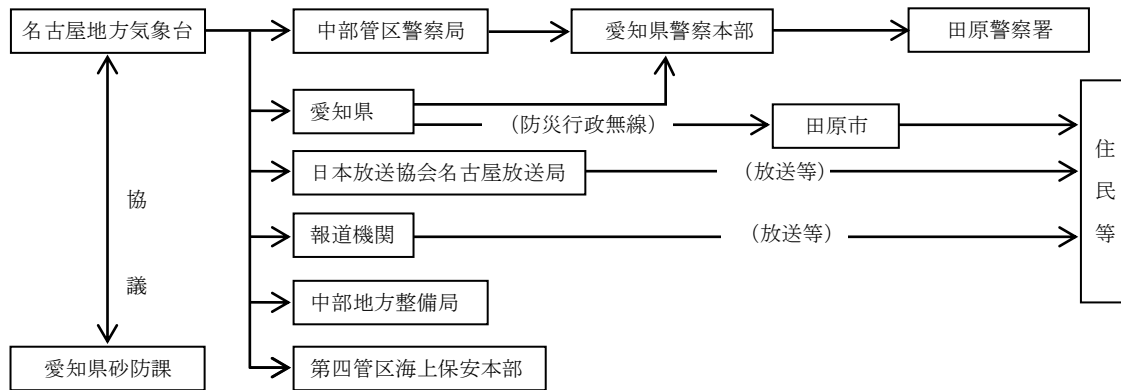 名古屋地方気象台
中部管区警察局
愛知県警察本部
田原警察署
愛知県
(防災行政無線)
田原市
日本放送協会名古屋放送局
(放送等)
住民等
協議
報道機関
(放送等)
中部地方整備局
愛知県砂防課
第四管区海上保安本部